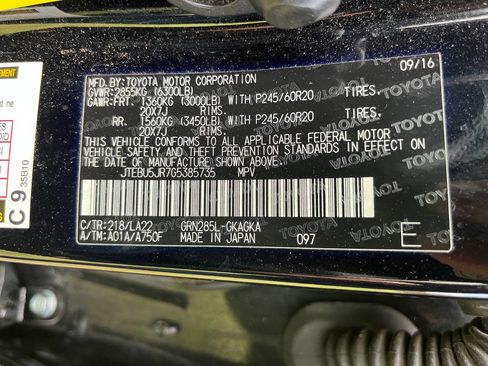 09/16
MFD.BY:TOYOTA MOTOR CORPORATION
GVWR:2855KG (6300LB)
GAWR:FRT. 1360KG (3000LB) WITH P245/60R20 TIRES,
20X7J RIMS,
RR. 1560KG (3450LB) WITH P245/60R20 TIRES,
20X7J RIMS,
THIS VEHICLE CONFORMS TO ALL APPLICABLE FEDERAL MOTOR
VEHICLE SAFETY AND THEFT PREVENTION STANDARDS IN EFFECT
ON THE DATE OF MANUFACTURE SHOWN ABOVE.
JTEBU5JR7G5385735 MPV
C/TR:218/LA22 GRN285L-GKAGKA
A/TM:A01A/A750F MADE IN JAPAN 097 E
C9
35B10